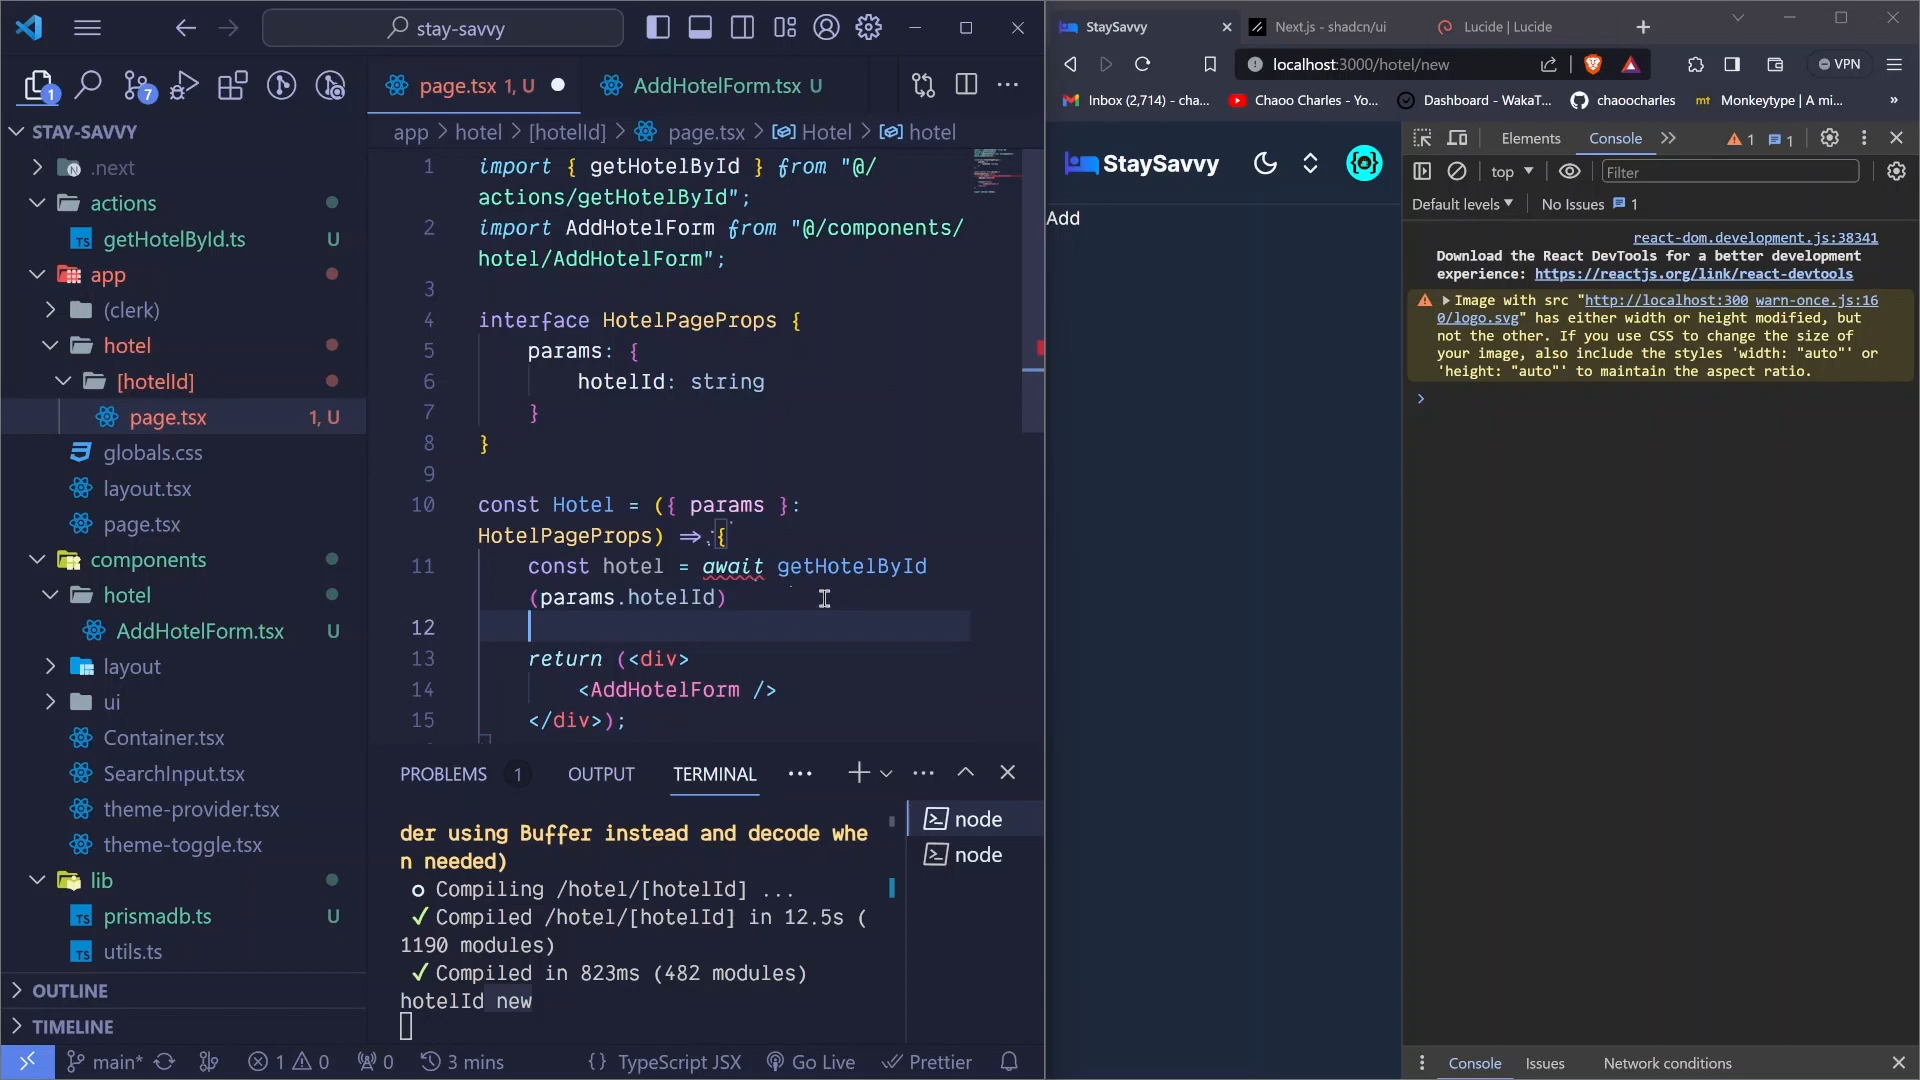 stay-savvy
StaySavvy
Next.js - shadcn/ui
Lucide | Lucide
localhost:3000/hotel/new
VPN
Inbox (2,714) - cha...
Chaoo Charles - Yo...
Dashboard - WakaT...
chaoocharles
Monkeytype | A mi...
»
1
7
page.tsx 1, U
AddHotelForm.tsx U
STAY-SAVVY
.next
actions
getHotelById.ts U
app
(clerk)
hotel
[hotelId]
page.tsx 1, U
globals.css
layout.tsx
page.tsx
components
hotel
AddHotelForm.tsx U
layout
ui
Container.tsx
SearchInput.tsx
theme-provider.tsx
theme-toggle.tsx
lib
prismadb.ts U
utils.ts
OUTLINE
TIMELINE
app > hotel > [hotelId] > page.tsx > Hotel > hotel
1 import { getHotelById } from "@/
actions/getHotelById";
2 import AddHotelForm from "@/components/
hotel/AddHotelForm";
3
4 interface HotelPageProps {
5 params: {
6 hotelId: string
7 }
8 }
9
10 const Hotel = ({ params }:
HotelPageProps) => {
11 const hotel = await getHotelById
(params.hotelId)
12
13 return (<div>
14 <AddHotelForm />
15 </div>);
PROBLEMS 1 OUTPUT TERMINAL
der using Buffer instead and decode whe
n needed)
○ Compiling /hotel/[hotelId] ...
✓ Compiled /hotel/[hotelId] in 12.5s (
1190 modules)
✓ Compiled in 823ms (482 modules)
hotelId new
node
node
main* 1 0 0 3 mins {} TypeScript JSX Go Live Prettier
StaySavvy
Add
Elements Console » 1 1
top Filter
Default levels No Issues 1
react-dom.development.js:38341
Download the React DevTools for a better development
experience: https://reactjs.org/link/react-devtools
Image with src "http://localhost:300 warn-once.js:16
0/logo.svg" has either width or height modified, but
not the other. If you use CSS to change the size of
your image, also include the styles 'width: "auto"' or
'height: "auto"' to maintain the aspect ratio.
Console Issues Network conditions